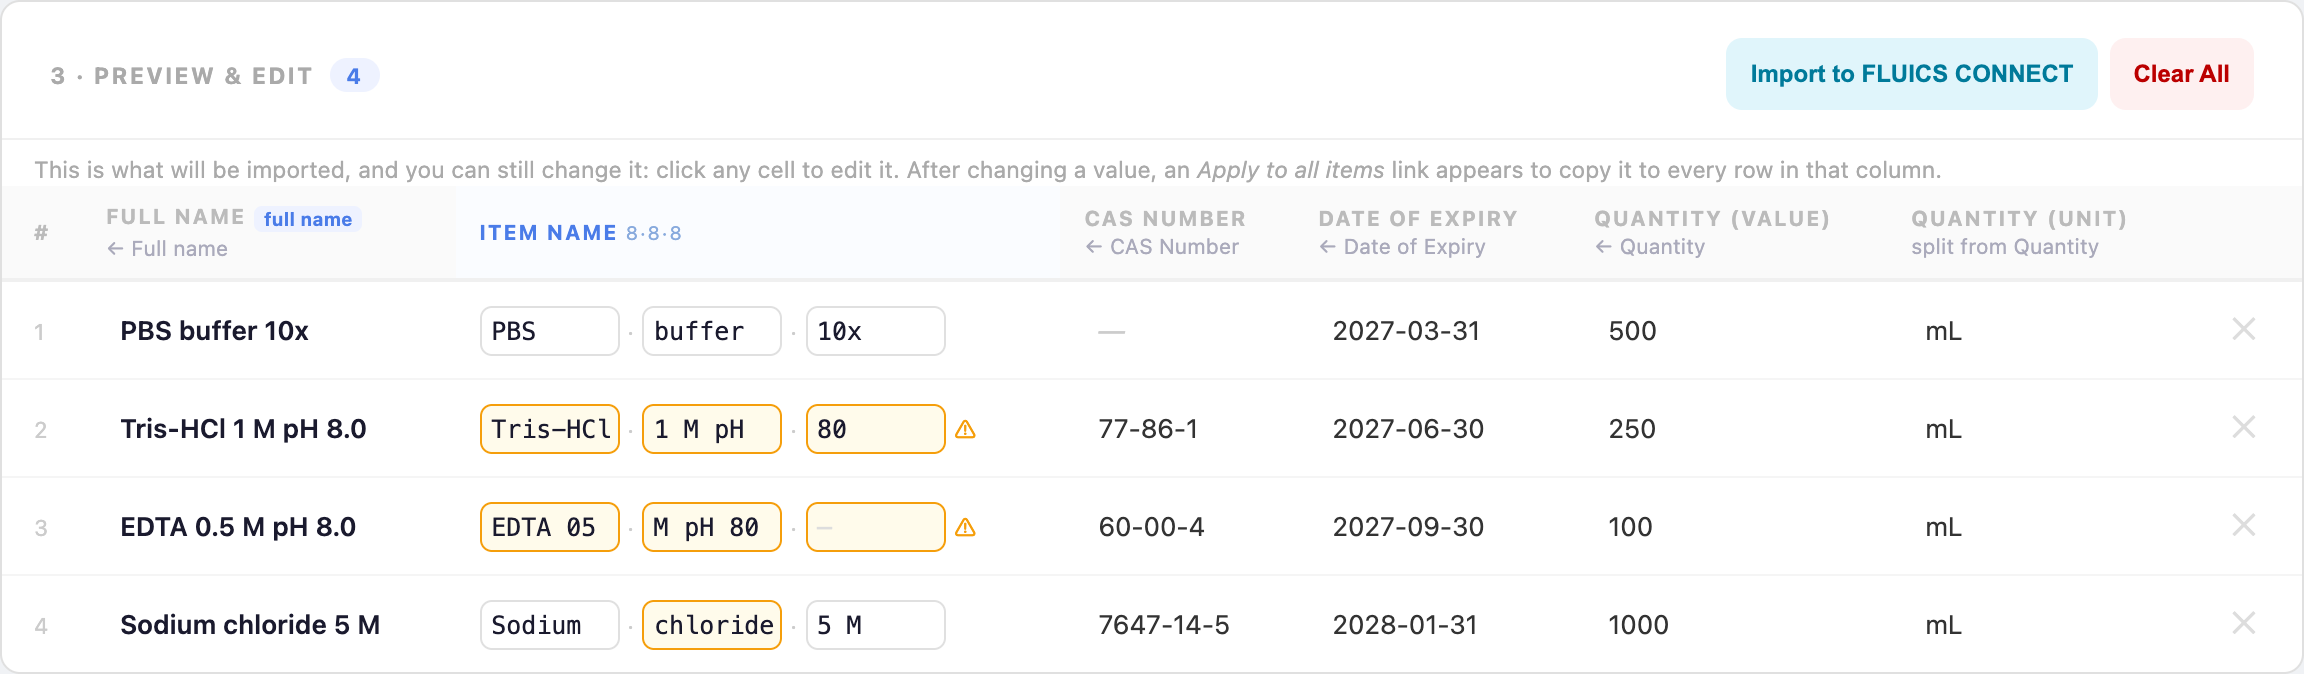 3 · PREVIEW & EDIT 4 Import to FLUICS CONNECT Clear All
This is what will be imported, and you can still change it: click any cell to edit it. After changing a value, an Apply to all items link appears to copy it to every row in that column.
# FULL NAME full name ITEM NAME 8·8·8 CAS NUMBER DATE OF EXPIRY QUANTITY (VALUE) QUANTITY (UNIT)
← Full name ← CAS Number ← Date of Expiry ← Quantity split from Quantity
1 PBS buffer 10x PBS · buffer · 10x — 2027-03-31 500 mL ×
2 Tris-HCl 1 M pH 8.0 Tris-HCl · 1 M pH · 80 ⚠ 77-86-1 2027-06-30 250 mL ×
3 EDTA 0.5 M pH 8.0 EDTA 05 · M pH 80 · — ⚠ 60-00-4 2027-09-30 100 mL ×
4 Sodium chloride 5 M Sodium · chloride · 5 M 7647-14-5 2028-01-31 1000 mL ×